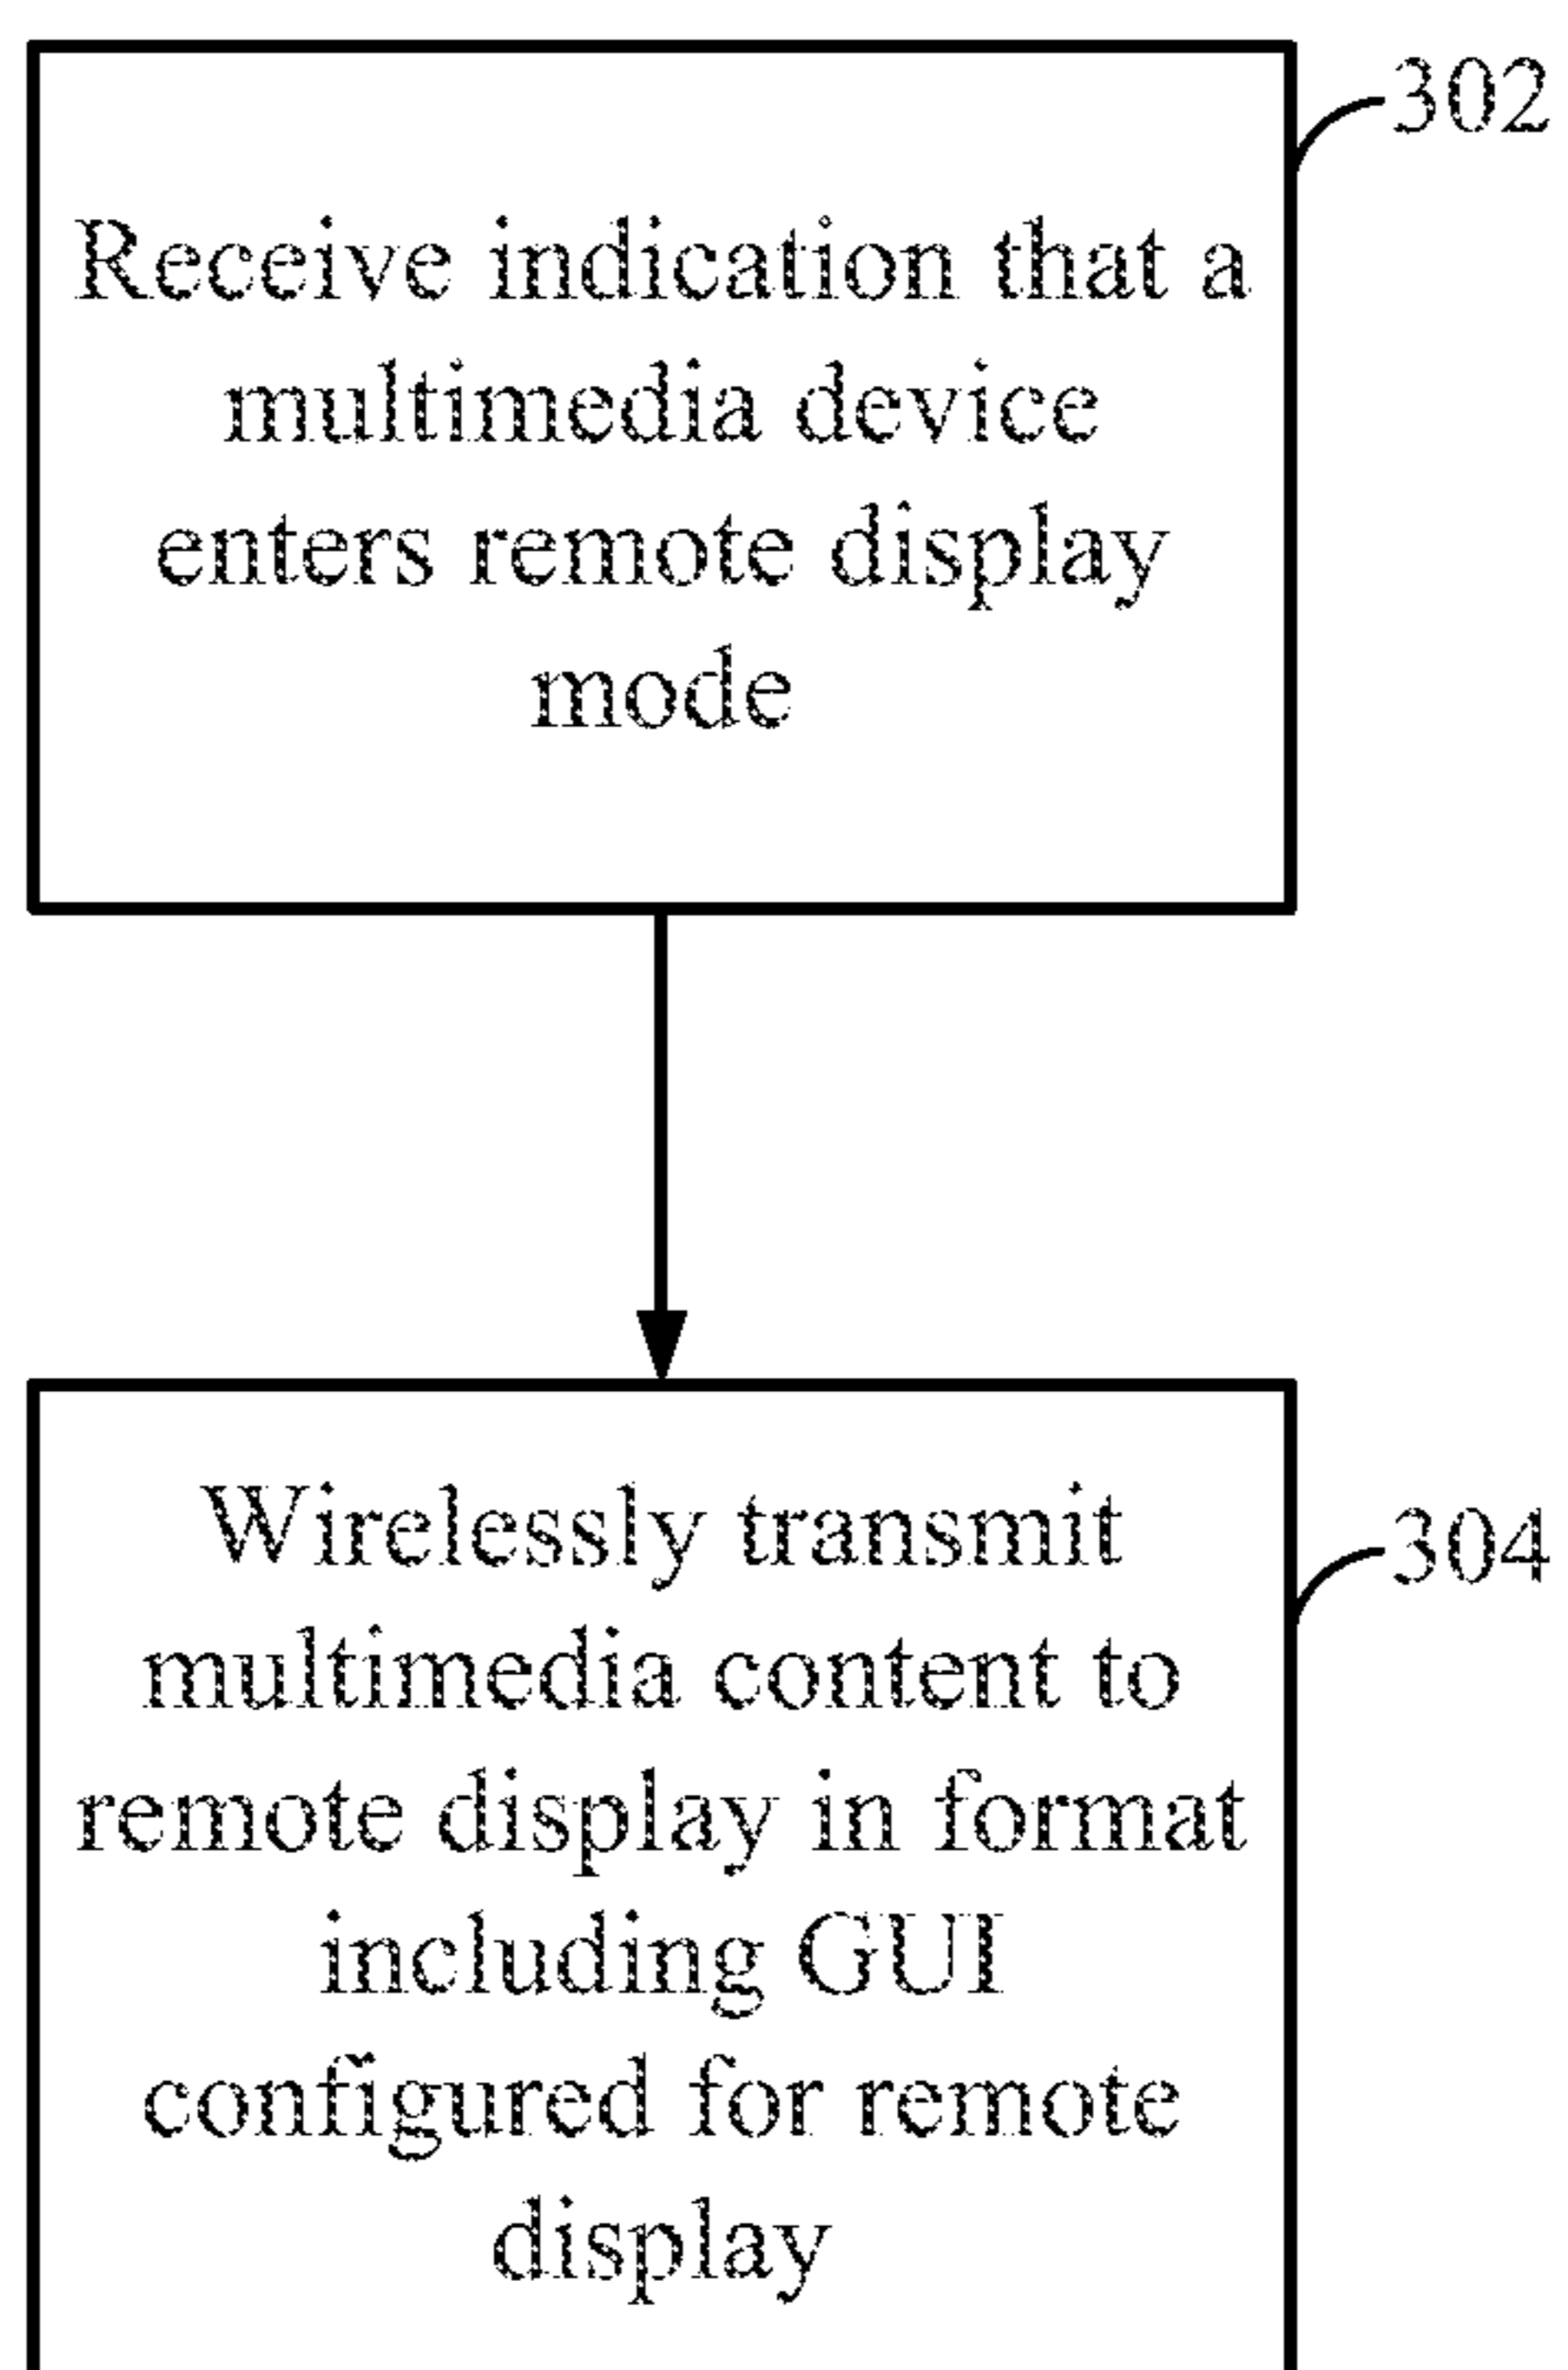 302
Receive indication that a
multimedia device
enters remote display
mode
304
Wirelessly transmit
multimedia content to
remote display in format
including GUI
configured for remote
display